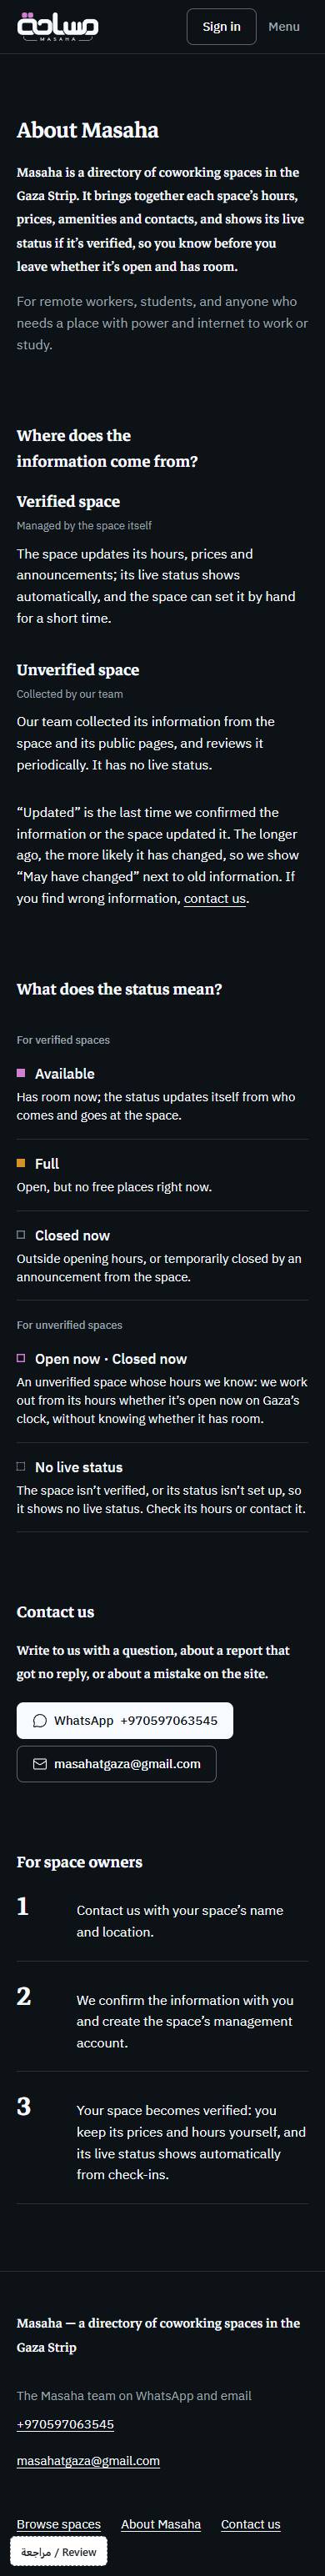 مساحة
MASAHA
Sign in
Menu
About Masaha
Masaha is a directory of coworking spaces in the
Gaza Strip. It brings together each space’s hours,
prices, amenities and contacts, and shows its live
status if it’s verified, so you know before you
leave whether it’s open and has room.
For remote workers, students, and anyone who
needs a place with power and internet to work or
study.
Where does the
information come from?
Verified space
Managed by the space itself
The space updates its hours, prices and
announcements; its live status shows
automatically, and the space can set it by hand
for a short time.
Unverified space
Collected by our team
Our team collected its information from the
space and its public pages, and reviews it
periodically. It has no live status.
“Updated” is the last time we confirmed the
information or the space updated it. The longer
ago, the more likely it has changed, so we show
“May have changed” next to old information. If
you find wrong information, contact us.
What does the status mean?
For verified spaces
Available
Has room now; the status updates itself from who
comes and goes at the space.
Full
Open, but no free places right now.
Closed now
Outside opening hours, or temporarily closed by an
announcement from the space.
For unverified spaces
Open now · Closed now
An unverified space whose hours we know: we work
out from its hours whether it’s open now on Gaza’s
clock, without knowing whether it has room.
No live status
The space isn’t verified, or its status isn’t set up, so
it shows no live status. Check its hours or contact it.
Contact us
Write to us with a question, about a report that
got no reply, or about a mistake on the site.
WhatsApp +970597063545
masahatgaza@gmail.com
For space owners
1
Contact us with your space’s name
and location.
2
We confirm the information with you
and create the space’s management
account.
3
Your space becomes verified: you
keep its prices and hours yourself, and
its live status shows automatically
from check-ins.
Masaha — a directory of coworking spaces in the
Gaza Strip
The Masaha team on WhatsApp and email
+970597063545
masahatgaza@gmail.com
Browse spaces
About Masaha
Contact us
مراجعة / Review